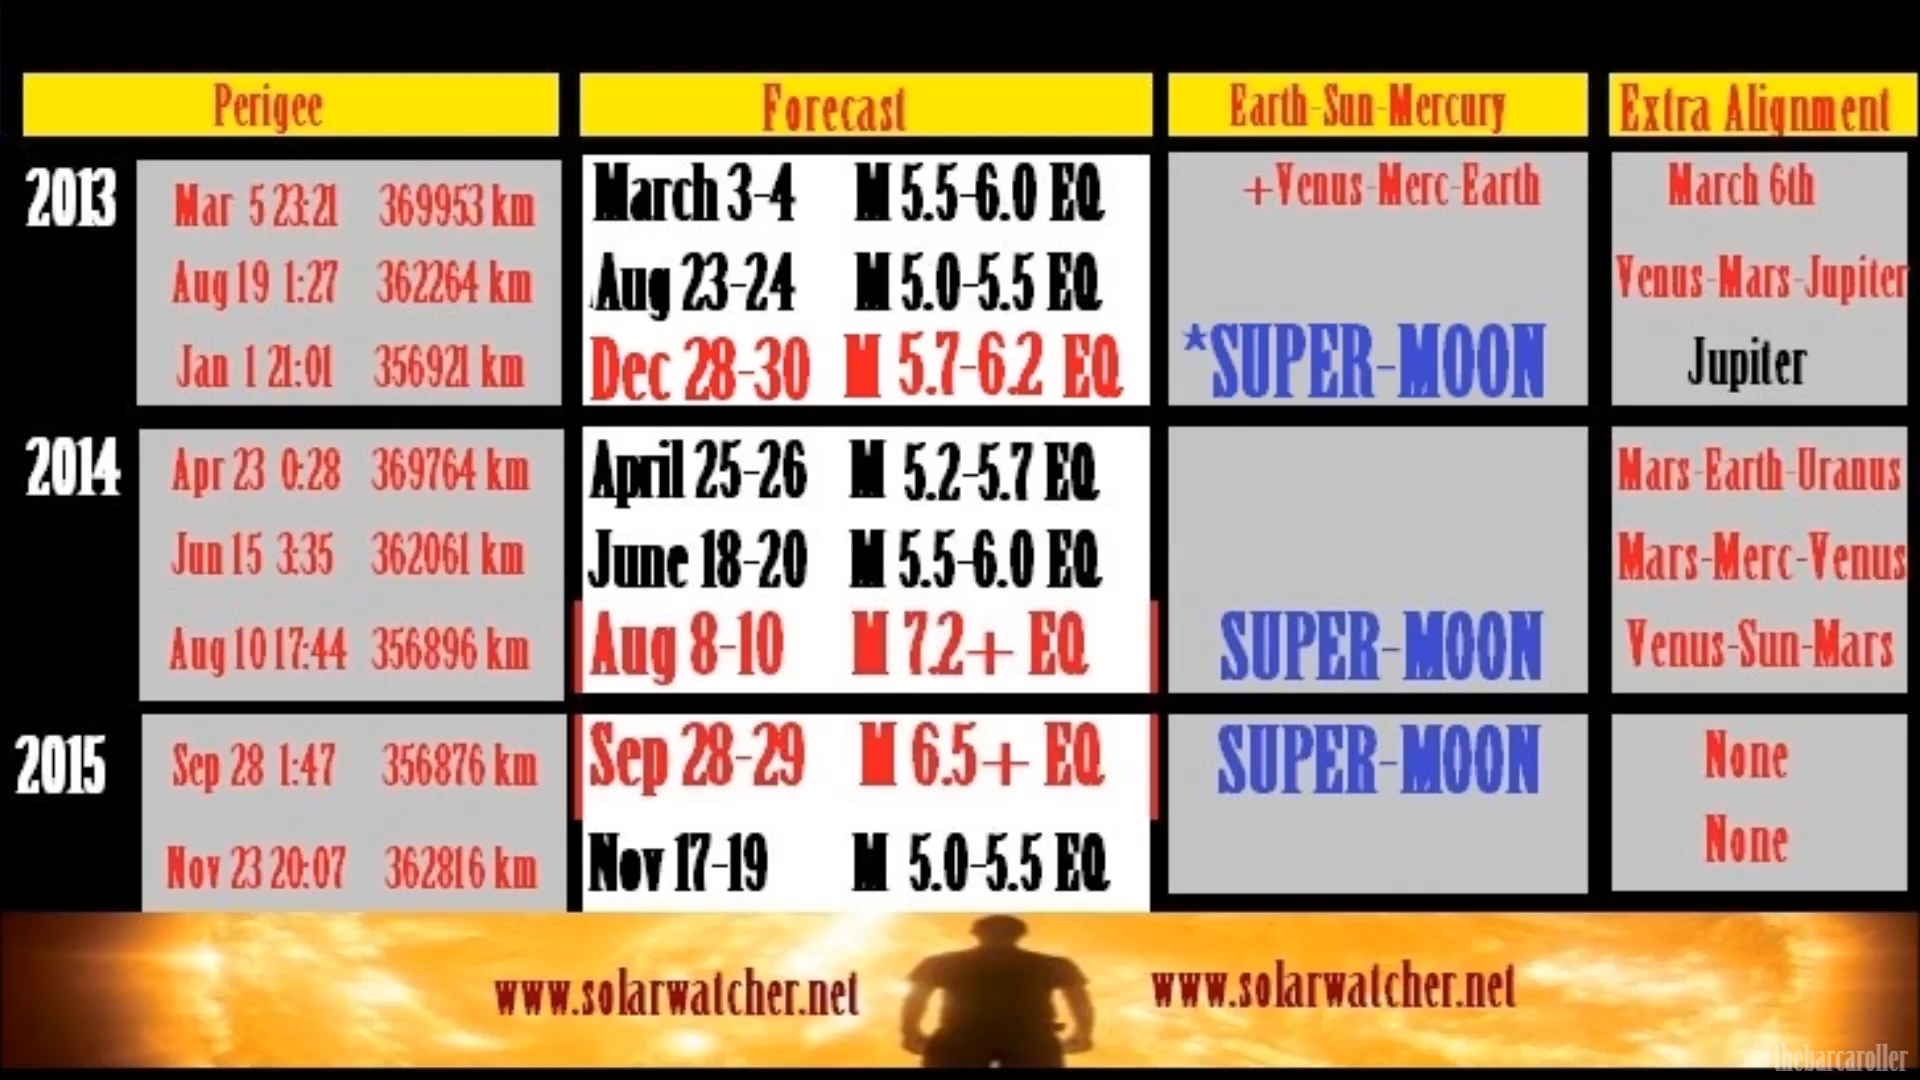 Perigee Forecast Earth-Sun-Mercury Extra Alignment
2013 Mar 5 23:21 369953 km March 3-4 M 5.5-6.0 EQ +Venus-Merc-Earth March 6th
Aug 19 1:27 362264 km Aug 23-24 M 5.0-5.5 EQ Venus-Mars-Jupiter
Jan 1 21:01 356921 km Dec 28-30 M 5.7-6.2 EQ *SUPER-MOON Jupiter
2014 Apr 23 0:28 369764 km April 25-26 M 5.2-5.7 EQ Mars-Earth-Uranus
Jun 15 3:35 362061 km June 18-20 M 5.5-6.0 EQ Mars-Merc-Venus
Aug 10 17:44 356896 km Aug 8-10 M 7.2+ EQ SUPER-MOON Venus-Sun-Mars
2015 Sep 28 1:47 356876 km Sep 28-29 M 6.5+ EQ SUPER-MOON None
Nov 23 20:07 362816 km Nov 17-19 M 5.0-5.5 EQ None
www.solarwatcher.net www.solarwatcher.net
thebarcaroller